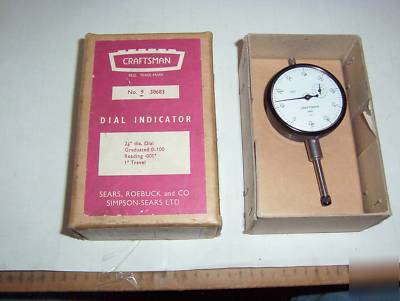 CRAFTSMAN
REG. TRADE-MARK
No. 9 38683
DIAL INDICATOR
2¼" dia. Dial
Graduated 0-100
Reading .001"
1" Travel
SEARS, ROEBUCK and CO
SIMPSON-SEARS LTD
CRAFTSMAN